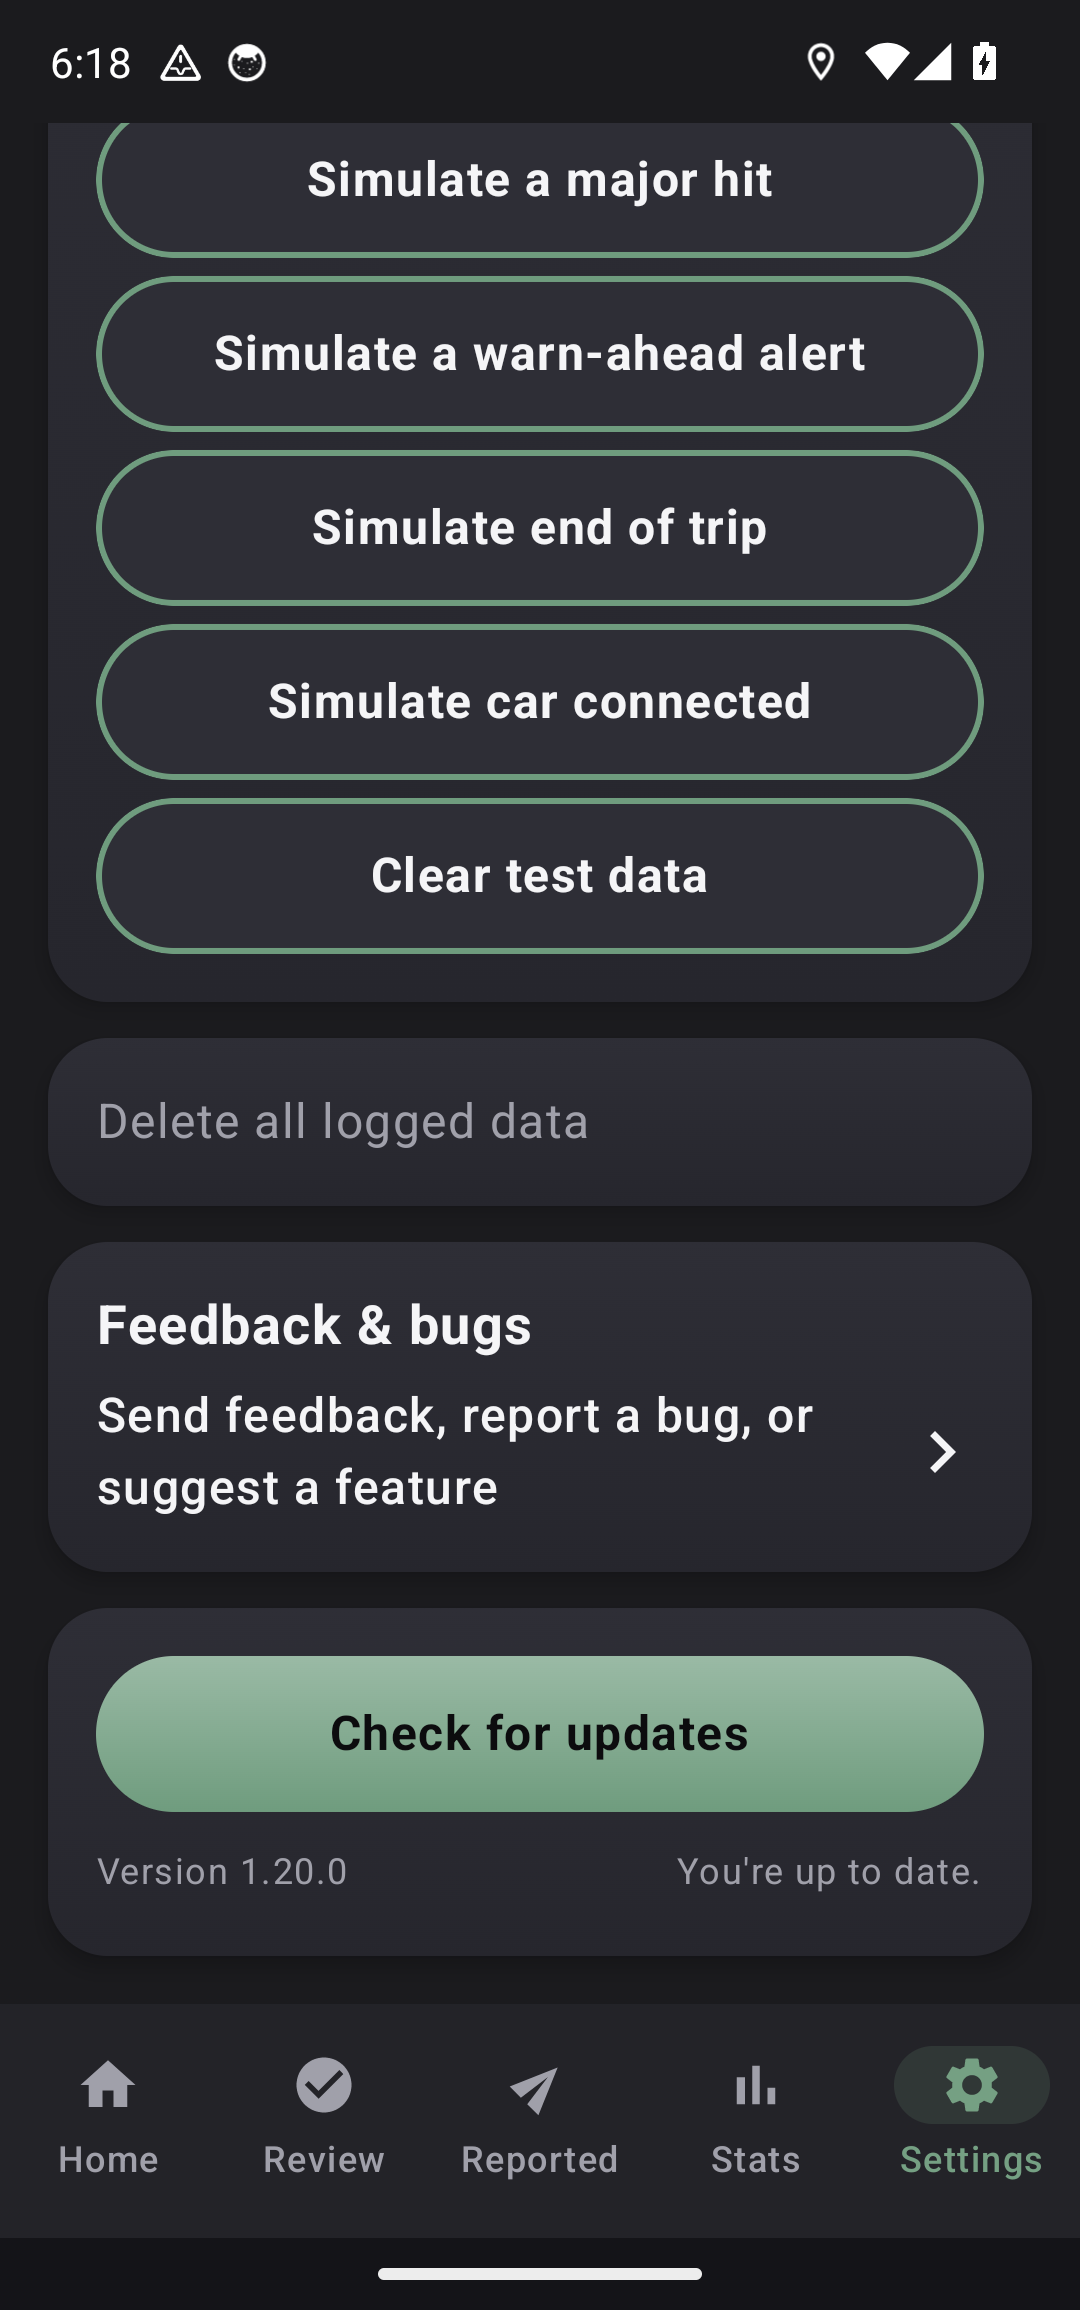 6:18
Simulate a major hit
Simulate a warn-ahead alert
Simulate end of trip
Simulate car connected
Clear test data
Delete all logged data
Feedback & bugs
Send feedback, report a bug, or
suggest a feature
Check for updates
Version 1.20.0
You're up to date.
Home
Review
Reported
Stats
Settings